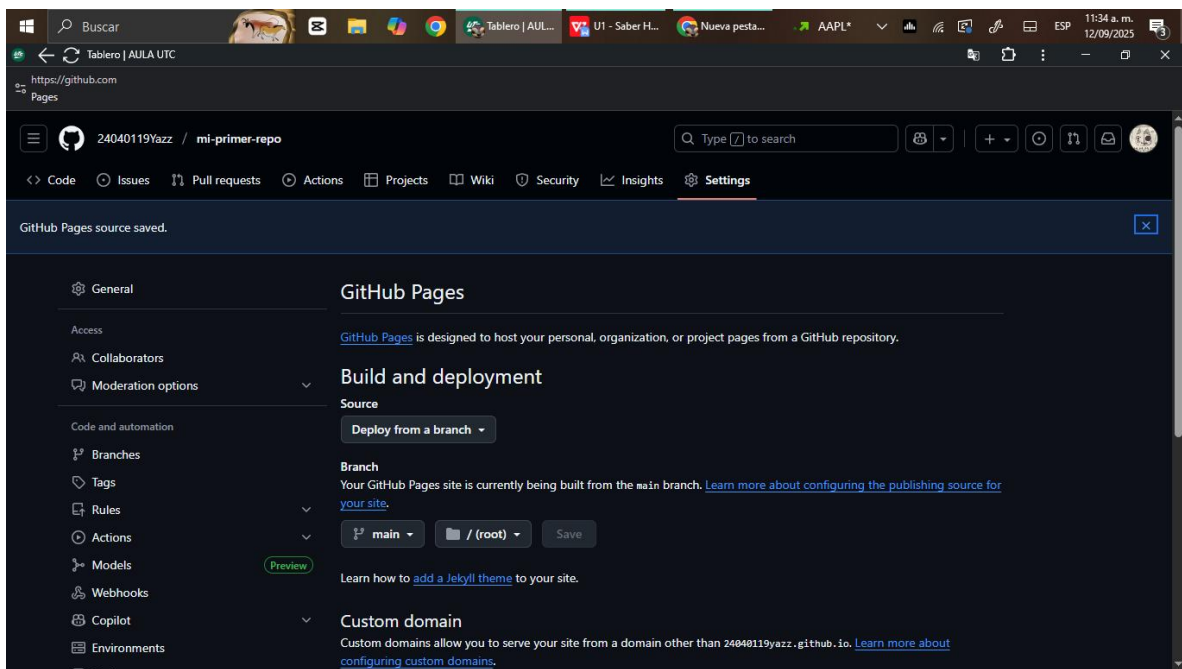 Buscar
Tablero | AUL...
U1 - Saber H...
Nueva pesta...
AAPL*
ESP
11:34 a. m.
12/09/2025
3
Tablero | AULA UTC
https://github.com
Pages
24040119Yazz / mi-primer-repo
Type / to search
Code
Issues
Pull requests
Actions
Projects
Wiki
Security
Insights
Settings
GitHub Pages source saved.
General
Access
Collaborators
Moderation options
Code and automation
Branches
Tags
Rules
Actions
Models
Preview
Webhooks
Copilot
Environments
GitHub Pages
GitHub Pages is designed to host your personal, organization, or project pages from a GitHub repository.
Build and deployment
Source
Deploy from a branch
Branch
Your GitHub Pages site is currently being built from the main branch. Learn more about configuring the publishing source for
your site.
main
/ (root)
Save
Learn how to add a Jekyll theme to your site.
Custom domain
Custom domains allow you to serve your site from a domain other than 24040119yazz.github.io. Learn more about
configuring custom domains.